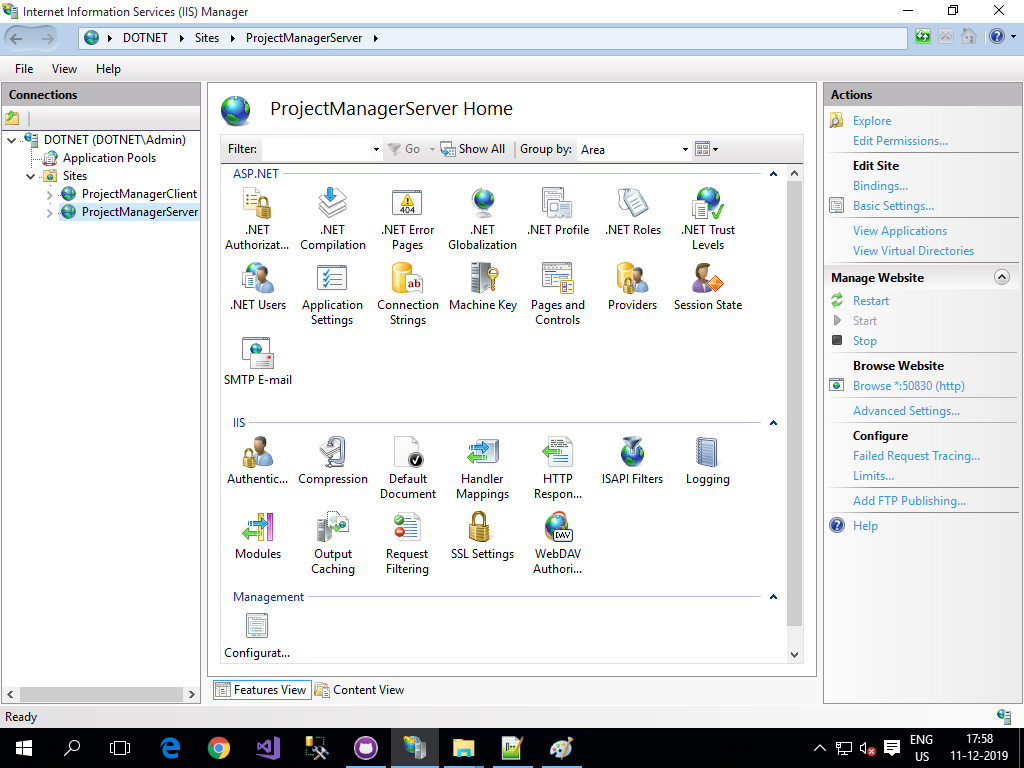 Internet Information Services (IIS) Manager
DOTNET Sites ProjectManagerServer
File View Help
Connections
DOTNET (DOTNET\Admin)
Application Pools
Sites
ProjectManagerClient
ProjectManagerServer
ProjectManagerServer Home
Filter: Go Show All Group by: Area
ASP.NET
.NET Authorizat...
.NET Compilation
.NET Error Pages
404
.NET Globalization
.NET Profile
.NET Roles
.NET Trust Levels
.NET Users
Application Settings
ab
Connection Strings
Machine Key
Pages and Controls
Providers
Session State
SMTP E-mail
IIS
Authentic...
Compression
Default Document
Handler Mappings
HTTP Respon...
ISAPI Filters
Logging
Modules
Output Caching
Request Filtering
SSL Settings
DAV
WebDAV Authori...
Management
Configurat...
Features View Content View
Actions
Explore
Edit Permissions...
Edit Site
Bindings...
Basic Settings...
View Applications
View Virtual Directories
Manage Website
Restart
Start
Stop
Browse Website
Browse *:50830 (http)
Advanced Settings...
Configure
Failed Request Tracing...
Limits...
Add FTP Publishing...
Help
Ready
ENG
US
17:58
11-12-2019